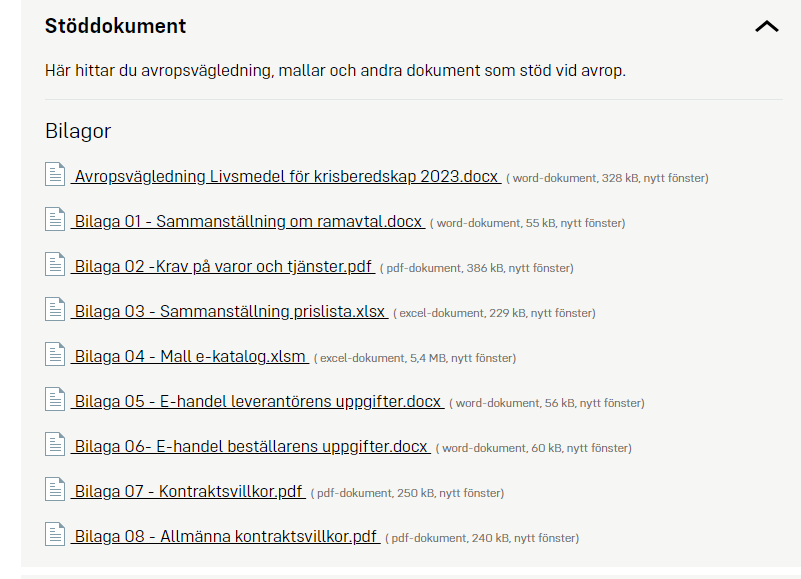 Stöddokument
Här hittar du avropsvägledning, mallar och andra dokument som stöd vid avrop.
Bilagor
Avropsvägledning Livsmedel för krisberedskap 2023.docx ( word-dokument, 328 kB, nytt fönster)
Bilaga 01 - Sammanställning om ramavtal.docx ( word-dokument, 55 kB, nytt fönster)
Bilaga 02 -Krav på varor och tjänster.pdf ( pdf-dokument, 386 kB, nytt fönster)
Bilaga 03 - Sammanställning prislista.xlsx ( excel-dokument, 229 kB, nytt fönster)
Bilaga 04 - Mall e-katalog.xlsm ( excel-dokument, 5,4 MB, nytt fönster)
Bilaga 05 - E-handel leverantörens uppgifter.docx ( word-dokument, 56 kB, nytt fönster)
Bilaga 06- E-handel beställarens uppgifter.docx ( word-dokument, 60 kB, nytt fönster)
Bilaga 07 - Kontraktsvillkor.pdf ( pdf-dokument, 250 kB, nytt fönster)
Bilaga 08 - Allmänna kontraktsvillkor.pdf ( pdf-dokument, 240 kB, nytt fönster)